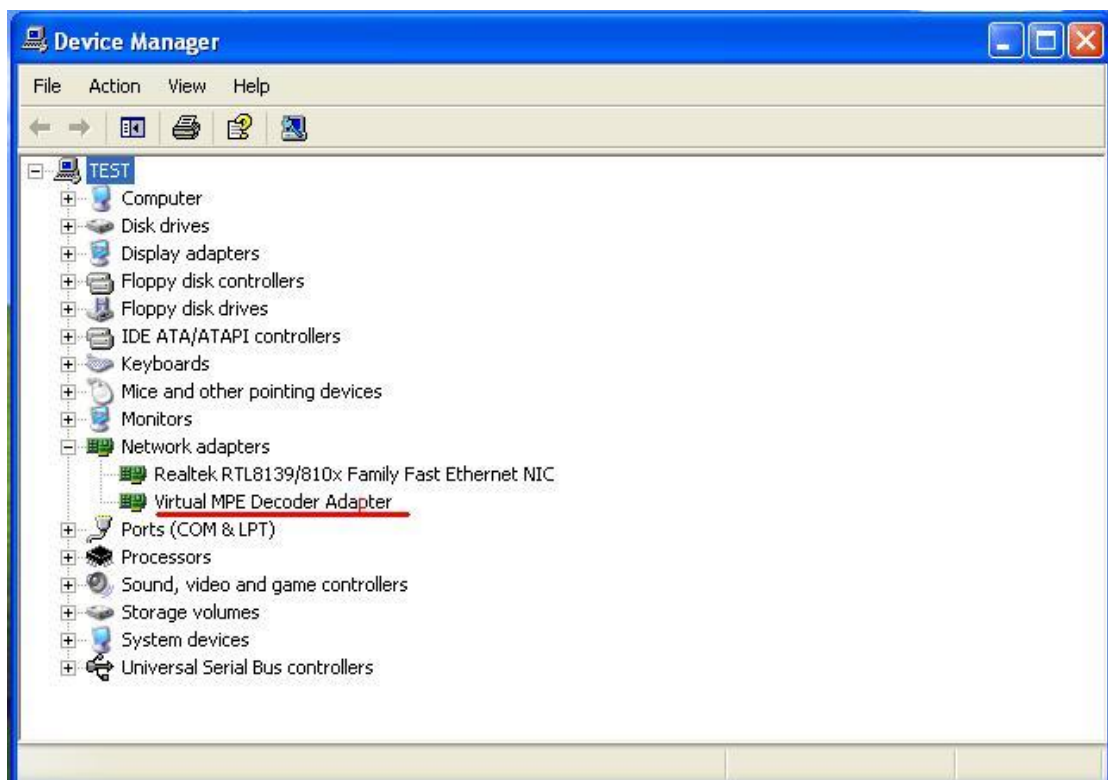 Device Manager
File Action View Help
TEST
Computer
Disk drives
Display adapters
Floppy disk controllers
Floppy disk drives
IDE ATA/ATAPI controllers
Keyboards
Mice and other pointing devices
Monitors
Network adapters
Realtek RTL8139/810x Family Fast Ethernet NIC
Virtual MPE Decoder Adapter
Ports (COM & LPT)
Processors
Sound, video and game controllers
Storage volumes
System devices
Universal Serial Bus controllers